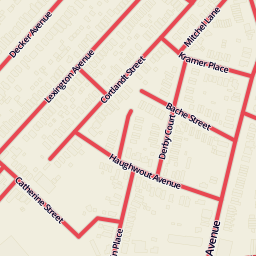 Decker Avenue
Lexington Avenue
Cortlandt Street
Mitchell Lane
Kramer Place
Bache Street
Derby Court
Haughwout Avenue
Catherine Street
n Place
Avenue